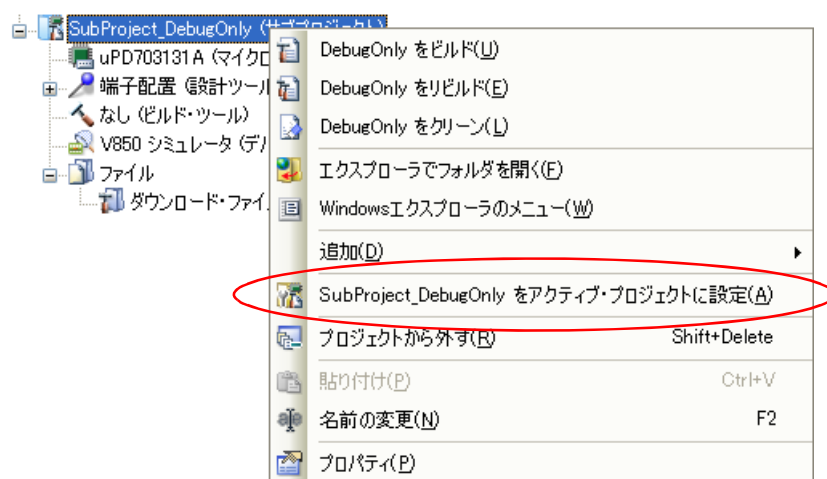 SubProject_DebugOnly (サブプロジェクト)
uPD703131A (マイクロ
端子配置 (設計ツール
なし (ビルド・ツール)
V850 シミュレータ (デバ
ファイル
ダウンロード・ファイ
DebugOnly をビルド(U)
DebugOnly をリビルド(E)
DebugOnly をクリーン(L)
エクスプローラでフォルダを開く(F)
Windowsエクスプローラのメニュー(W)
追加(D)
SubProject_DebugOnly をアクティブ・プロジェクトに設定(A)
プロジェクトから外す(R) Shift+Delete
貼り付け(P) Ctrl+V
名前の変更(N) F2
プロパティ(P)